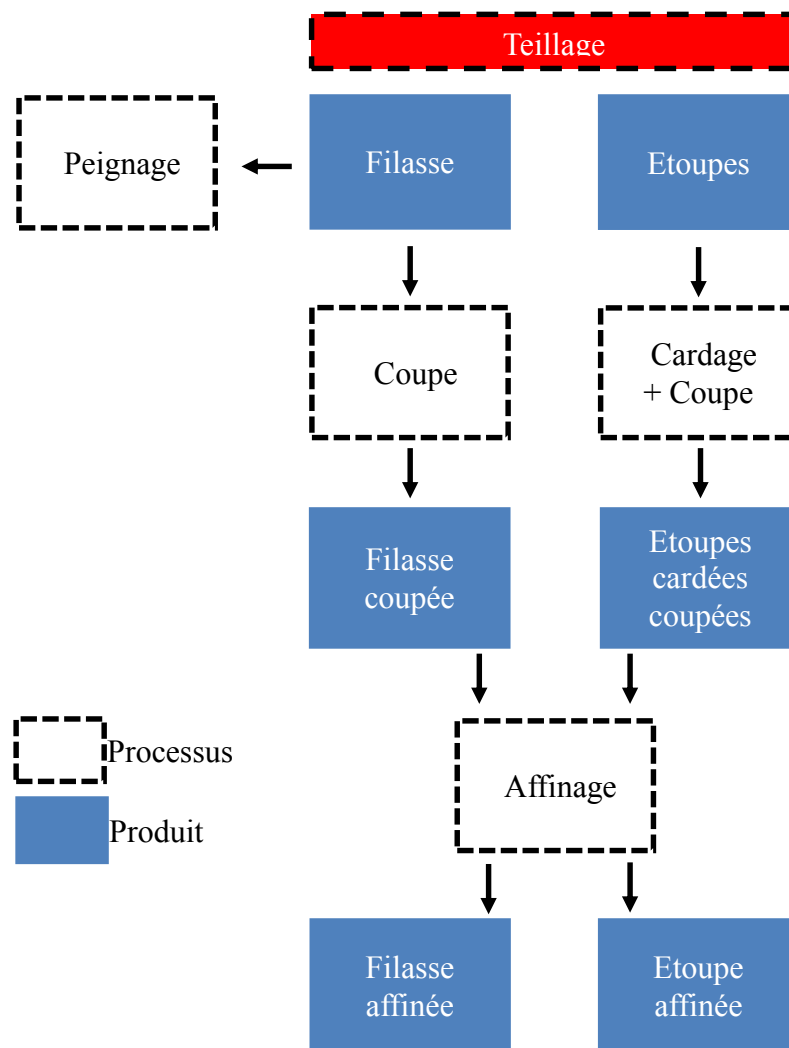 Teillage
Peignage
Filasse
Etoupes
Coupe
Cardage
+ Coupe
Filasse
coupée
Etoupes
cardées
coupées
Processus
Affinage
Produit
Filasse
affinée
Etoupe
affinée